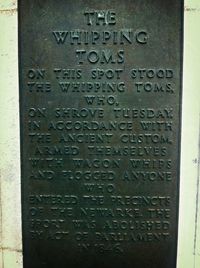 THE
WHIPPING
TOMS
ON THIS SPOT STOOD
THE WHIPPING TOMS,
WHO,
ON SHROVE TUESDAY,
IN ACCORDANCE WITH
THE ANCIENT CUSTOM,
ARMED THEMSELVES
WITH WAGON WHIPS
AND FLOGGED ANYONE
WHO
ENTERED THE PRECINCTS
OF THE NEWARKE. THE
SPORT WAS ABOLISHED
BY ACT OF PARLIAMENT
IN 1846.